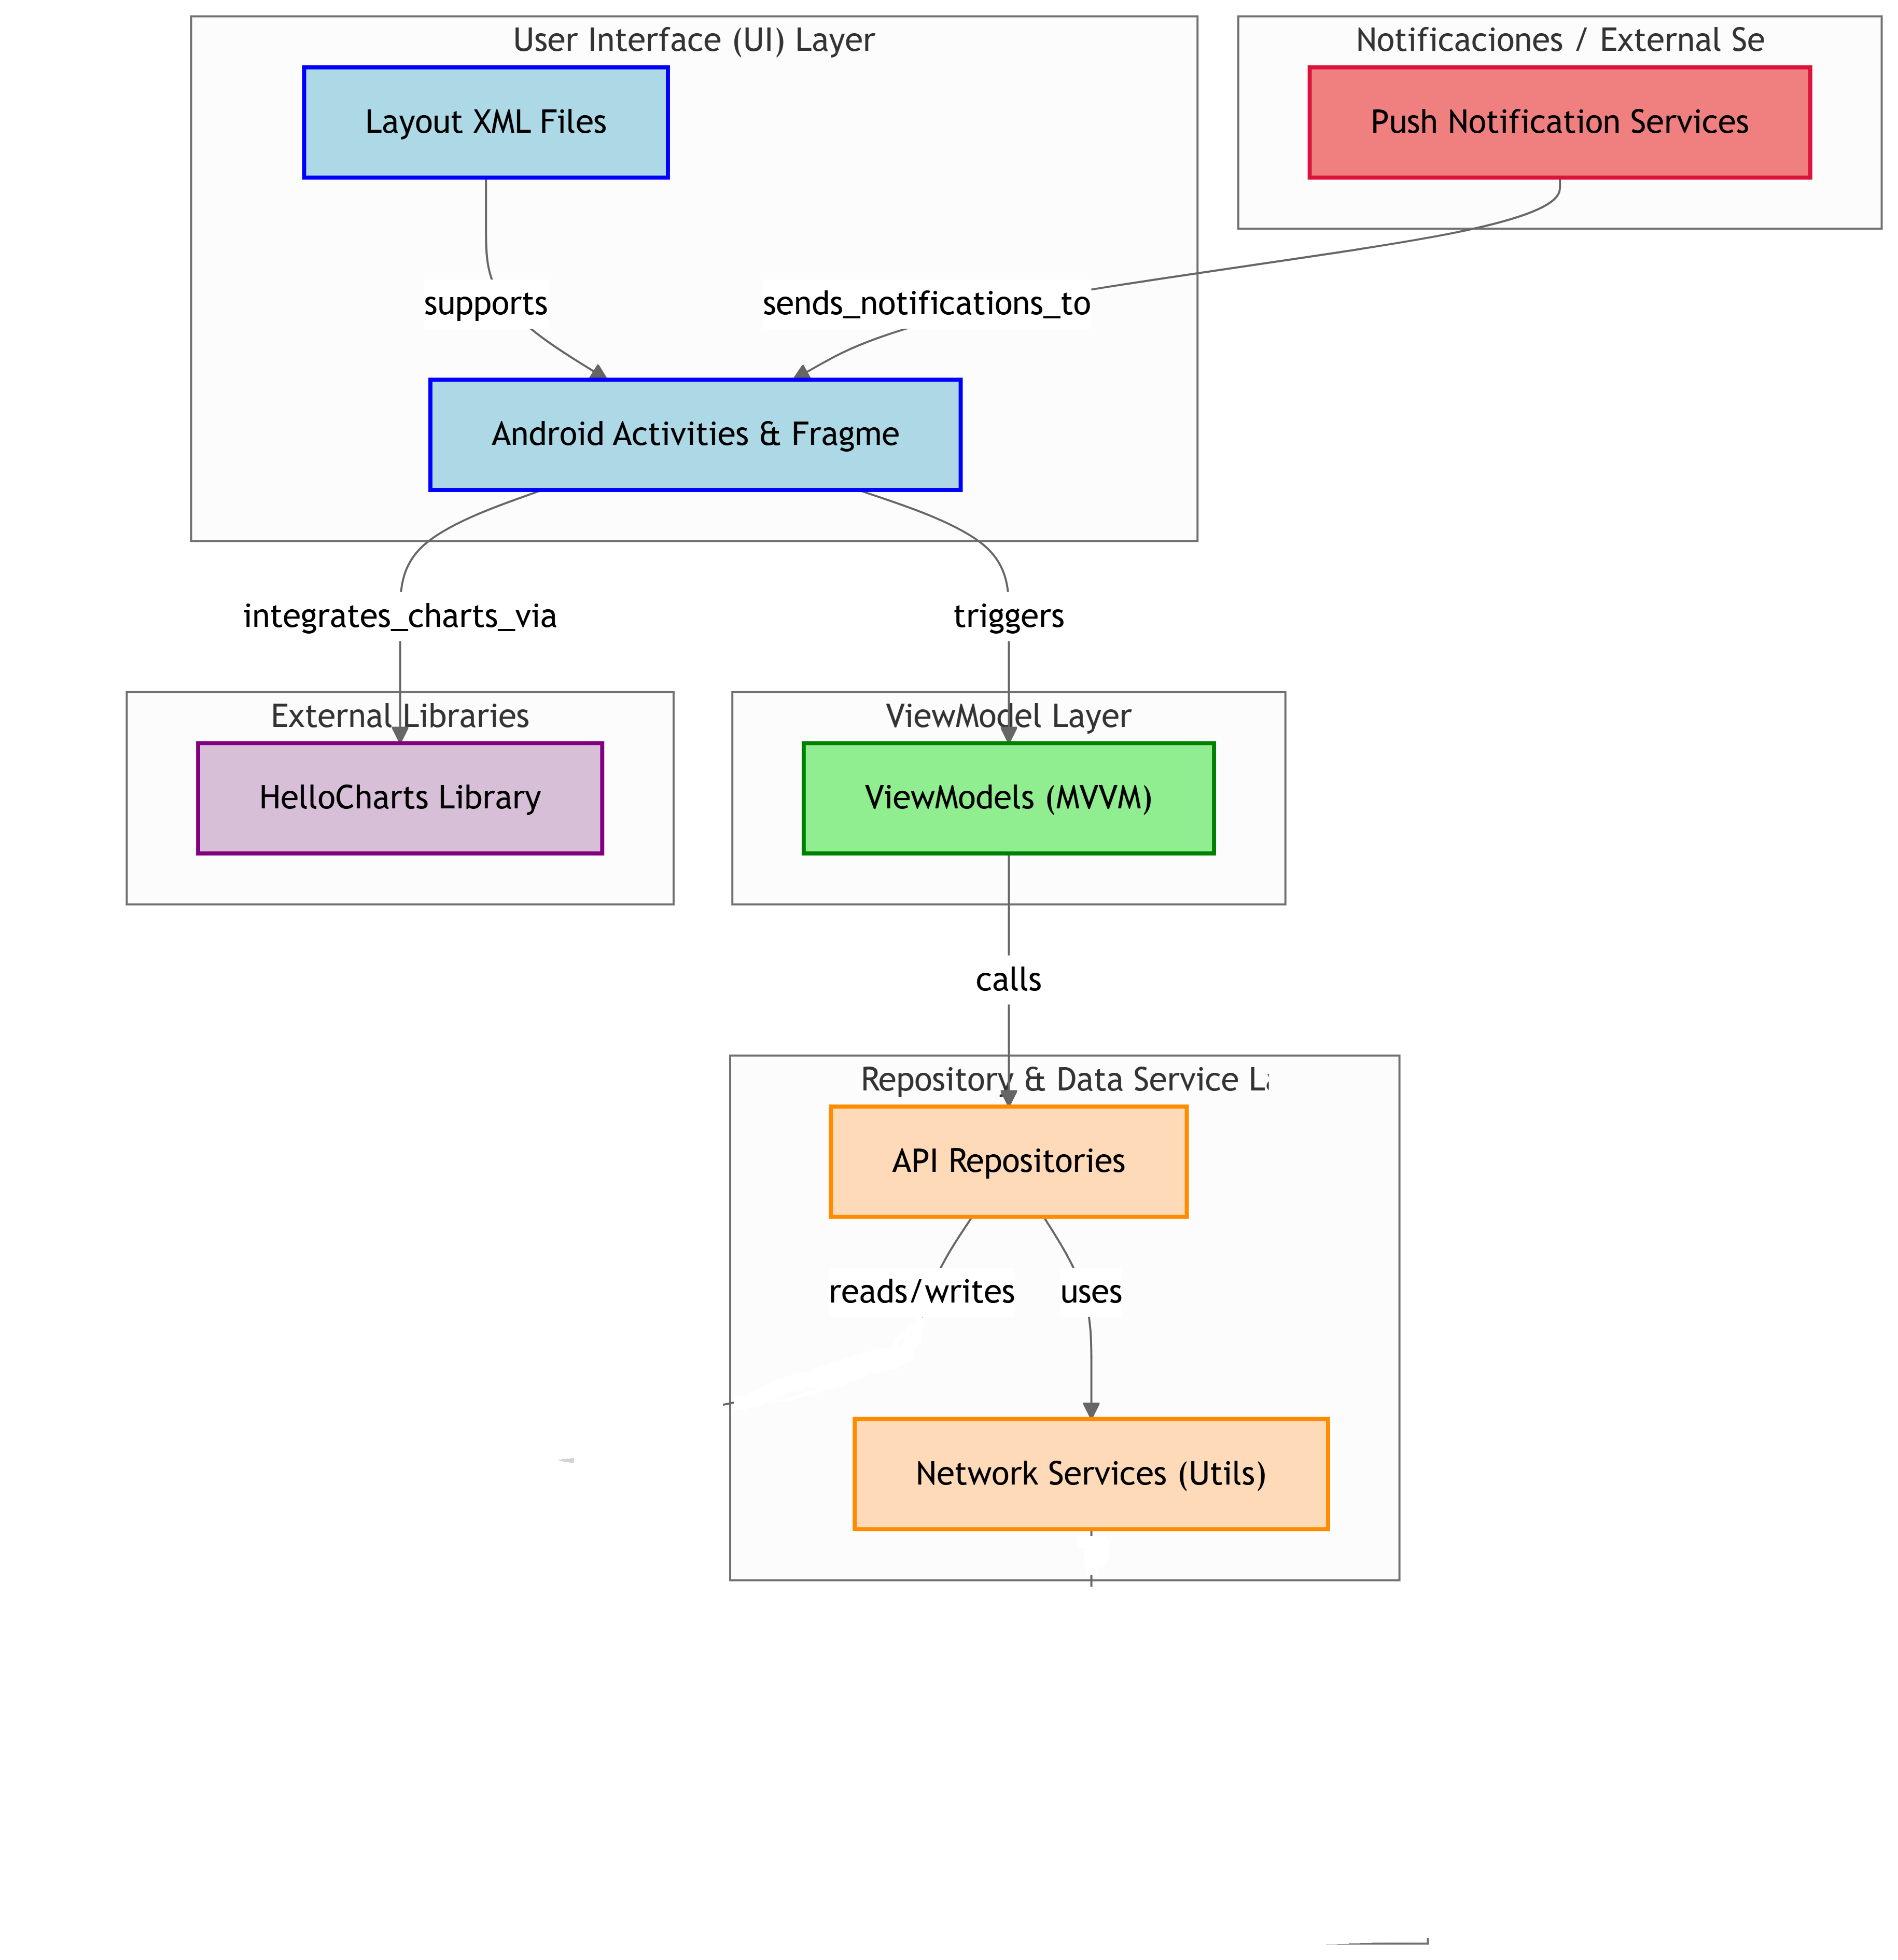 User Interface (UI) Layer
Notificaciones / External Se
Layout XML Files
Push Notification Services
supports
sends_notifications_to
Android Activities & Fragme
integrates_charts_via
triggers
External Libraries
ViewModel Layer
HelloCharts Library
ViewModels (MVVM)
calls
Repository & Data Service La
API Repositories
reads/writes
uses
Network Services (Utils)